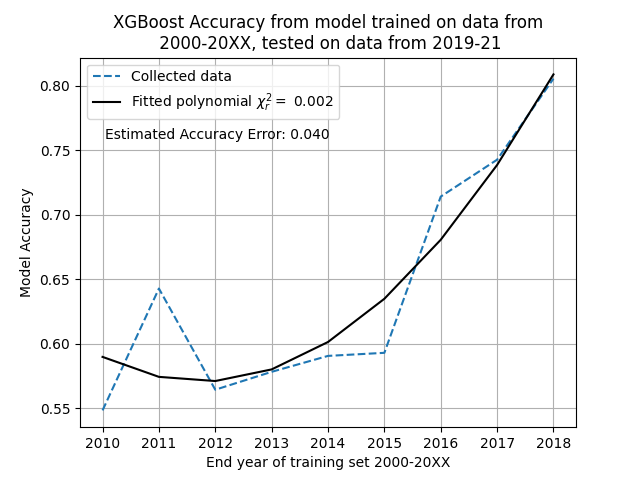 XGBoost Accuracy from model trained on data from
2000-20XX, tested on data from 2019-21
Collected data
Fitted polynomial χ²ᵣ = 0.002
Estimated Accuracy Error: 0.040
0.80
0.75
0.70
0.65
0.60
0.55
Model Accuracy
2010 2011 2012 2013 2014 2015 2016 2017 2018
End year of training set 2000-20XX